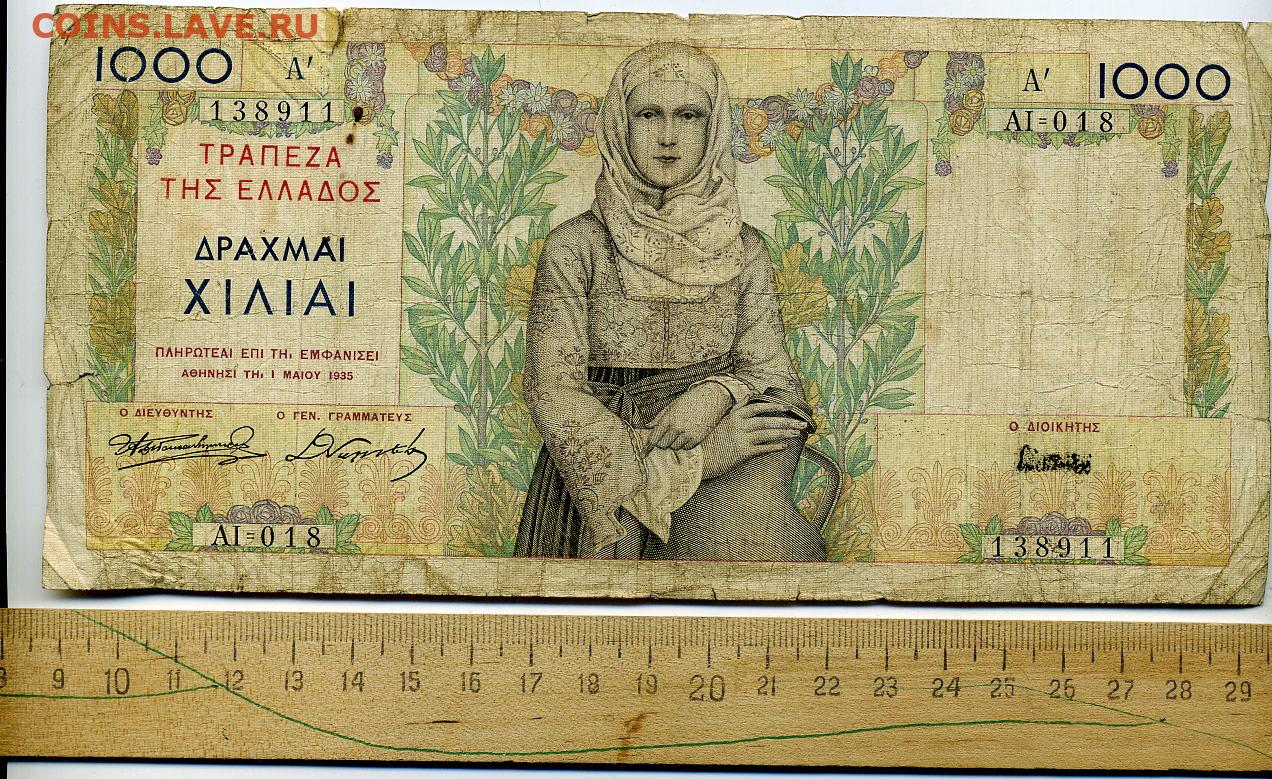 COINS.LAVE.RU
1000 Α′
138911
ΤΡΑΠΕΖΑ
ΤΗΣ ΕΛΛΑΔΟΣ
ΔΡΑΧΜΑΙ
ΧΙΛΙΑΙ
ΠΛΗΡΩΤΕΑΙ ΕΠΙ ΤΗι ΕΜΦΑΝΙΣΕΙ
ΑΘΗΝΗΣΙ ΤΗι 1 ΜΑΙΟΥ 1935
Ο ΔΙΕΥΘΥΝΤΗΣ Ο ΓΕΝ. ΓΡΑΜΜΑΤΕΥΣ
ΑΙ=018
Α′ 1000
ΑΙ=018
Ο ΔΙΟΙΚΗΤΗΣ
138911
8 9 10 11 12 13 14 15 16 17 18 19 20 21 22 23 24 25 26 27 28 29